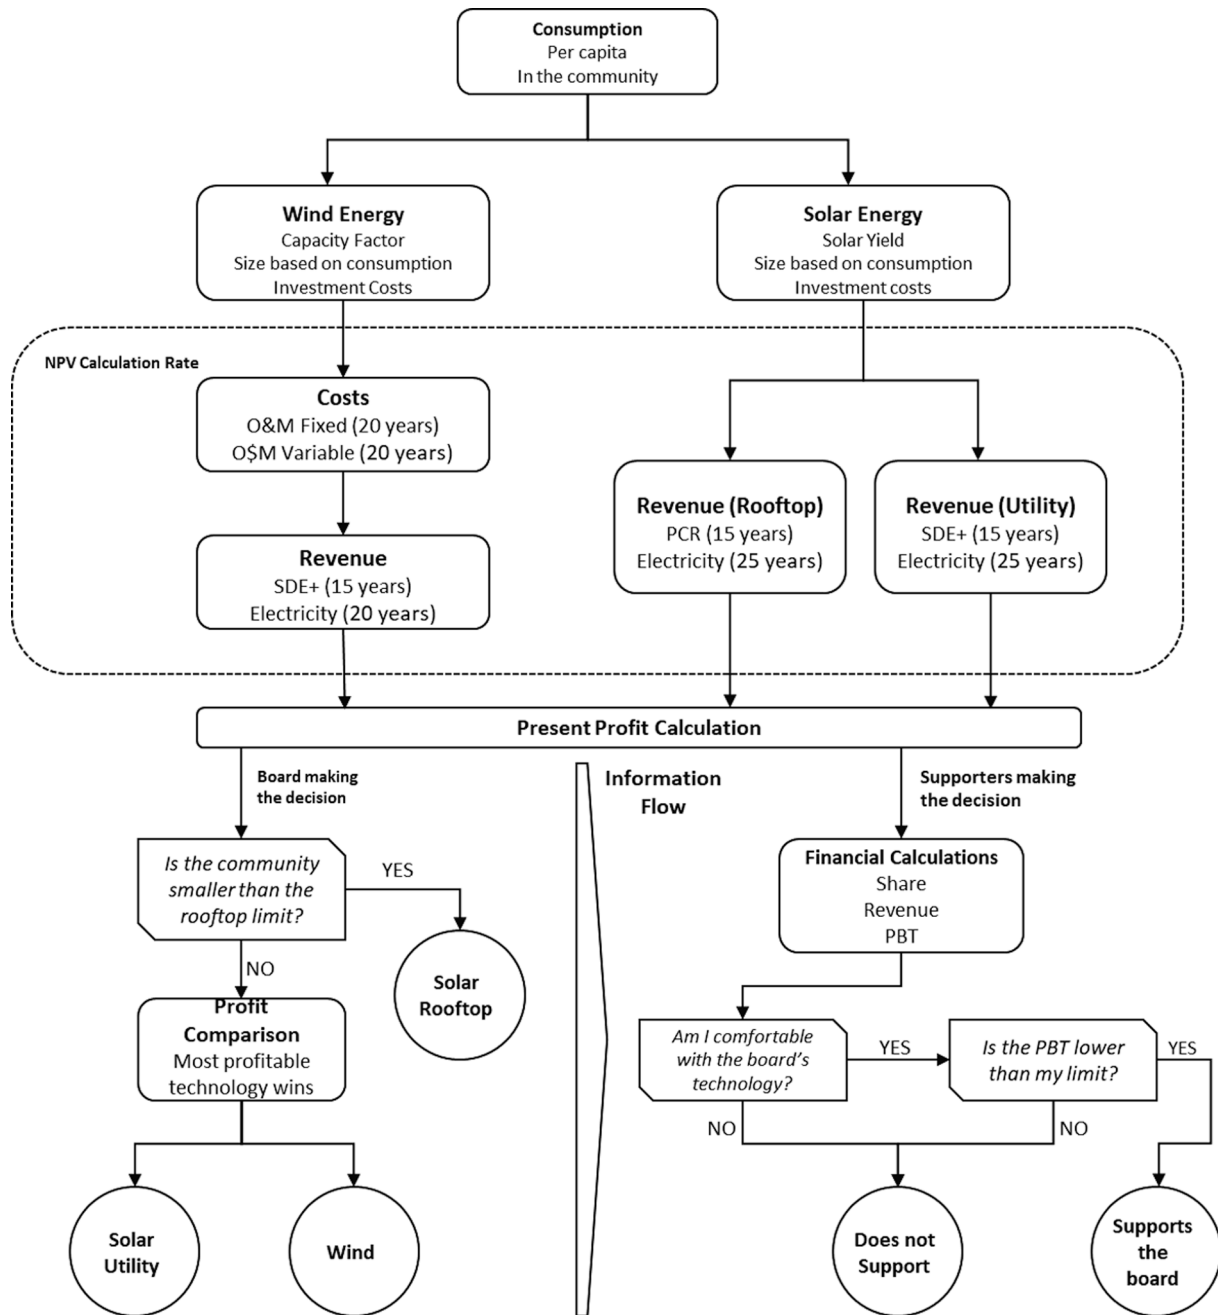 Consumption
Per capita
In the community
Wind Energy
Capacity Factor
Size based on consumption
Investment Costs
Solar Energy
Solar Yield
Size based on consumption
Investment costs
NPV Calculation Rate
Costs
O&M Fixed (20 years)
O$M Variable (20 years)
Revenue
SDE+ (15 years)
Electricity (20 years)
Revenue (Rooftop)
PCR (15 years)
Electricity (25 years)
Revenue (Utility)
SDE+ (15 years)
Electricity (25 years)
Present Profit Calculation
Board making
the decision
Information
Flow
Supporters making
the decision
Is the community
smaller than the
rooftop limit?
YES
NO
Solar
Rooftop
Profit
Comparison
Most profitable
technology wins
Solar
Utility
Wind
Financial Calculations
Share
Revenue
PBT
Am I comfortable
with the board's
technology?
YES
NO
Is the PBT lower
than my limit?
YES
NO
Does not
Support
Supports
the
board